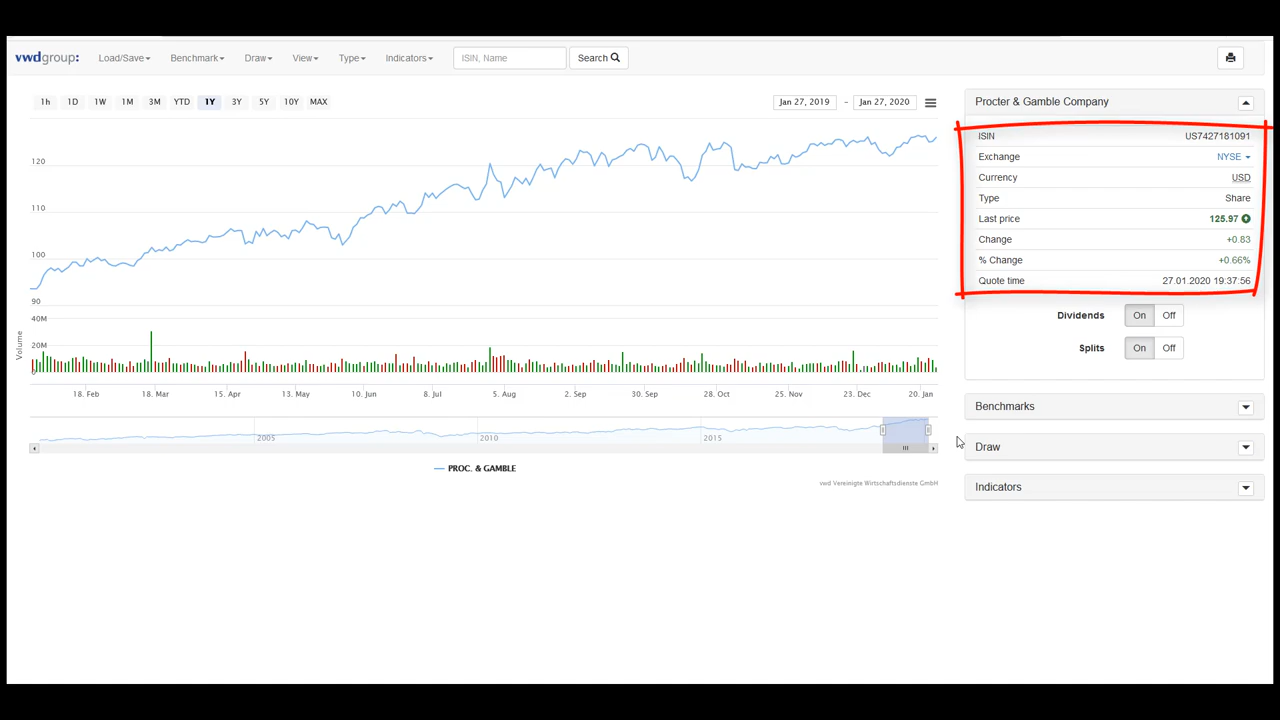 vwdgroup: Load/Save Benchmark Draw View Type Indicators ISIN, Name Search
1h 1D 1W 1M 3M YTD 1Y 3Y 5Y 10Y MAX Jan 27, 2019 – Jan 27, 2020
120
110
100
90
40M
20M
0
Volume
18. Feb 18. Mar 15. Apr 13. May 10. Jun 8. Jul 5. Aug 2. Sep 30. Sep 28. Oct 25. Nov 23. Dec 20. Jan
2005 2010 2015
PROC. & GAMBLE
vwd Vereinigte Wirtschaftsdienste GmbH
Procter & Gamble Company
ISIN US7427181091
Exchange NYSE
Currency USD
Type Share
Last price 125.97
Change +0.83
% Change +0.66%
Quote time 27.01.2020 19:37:56
Dividends On Off
Splits On Off
Benchmarks
Draw
Indicators